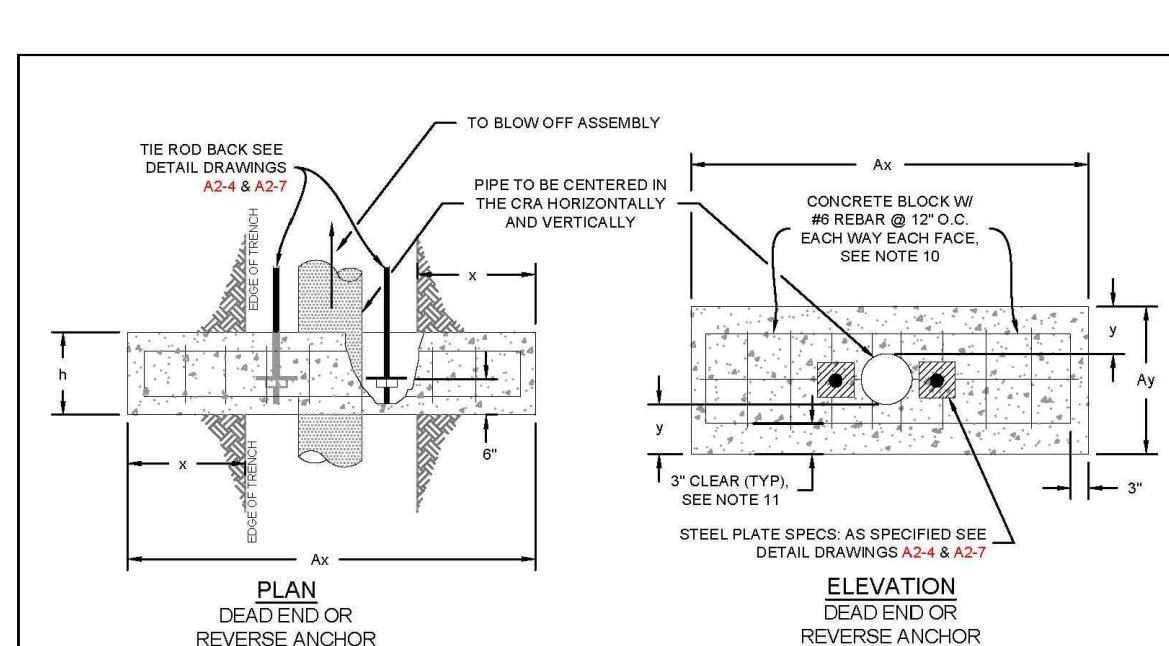 TO BLOW OFF ASSEMBLY
TIE ROD BACK SEE
DETAIL DRAWINGS
A2-4 & A2-7
PIPE TO BE CENTERED IN
THE CRA HORIZONTALLY
AND VERTICALLY
EDGE OF TRENCH
x
h
x
6"
EDGE OF TRENCH
Ax
PLAN
DEAD END OR
REVERSE ANCHOR
Ax
CONCRETE BLOCK W/
#6 REBAR @ 12" O.C.
EACH WAY EACH FACE,
SEE NOTE 10
y
Ay
y
3" CLEAR (TYP),
SEE NOTE 11
3"
STEEL PLATE SPECS: AS SPECIFIED SEE
DETAIL DRAWINGS A2-4 & A2-7
ELEVATION
DEAD END OR
REVERSE ANCHOR